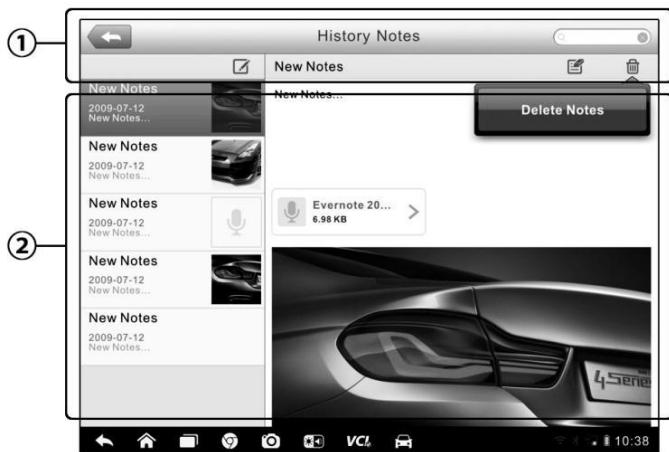 ①
History Notes
New Notes
New Notes
2009-07-12
New Notes...
New Notes...
Delete Notes
New Notes
2009-07-12
New Notes...
②
New Notes
2009-07-12
New Notes...
Evernote 20...
6.98 KB
New Notes
2009-07-12
New Notes...
New Notes
2009-07-12
New Notes...
4Series
VCI
10:38